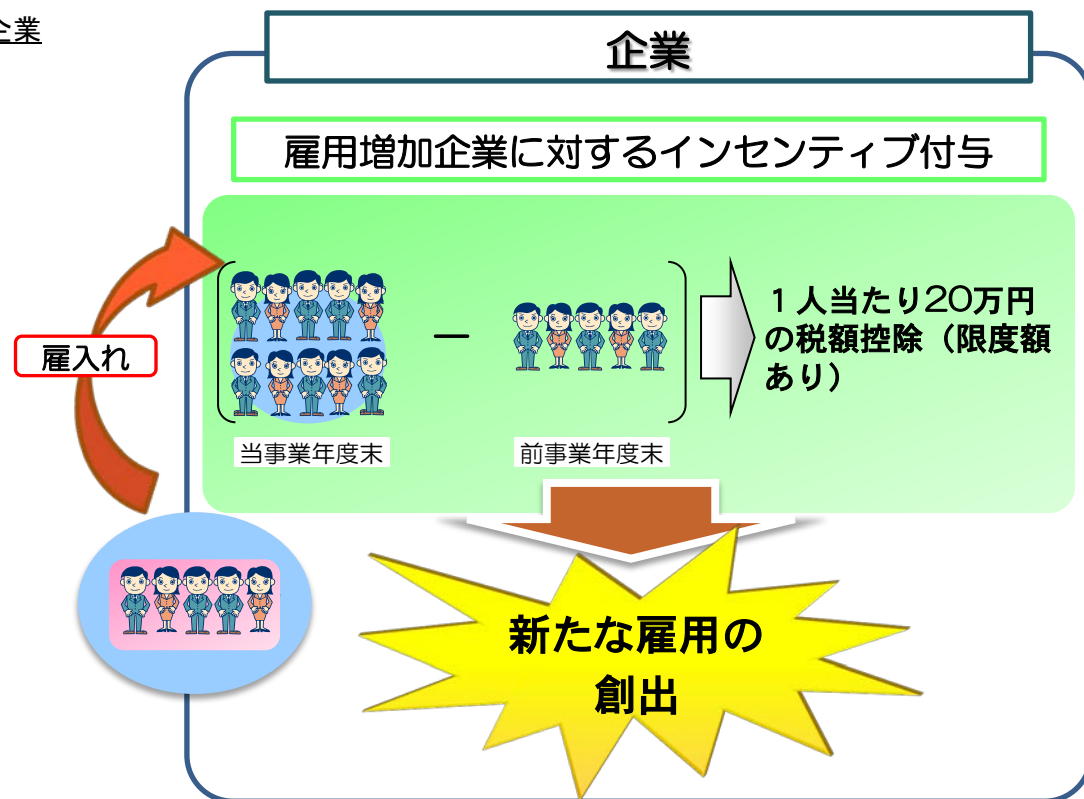 企業
企業
雇用増加企業に対するインセンティブ付与
１人当たり20万円
の税額控除（限度額
あり）
－
雇入れ
当事業年度末
前事業年度末
新たな雇用の
創出